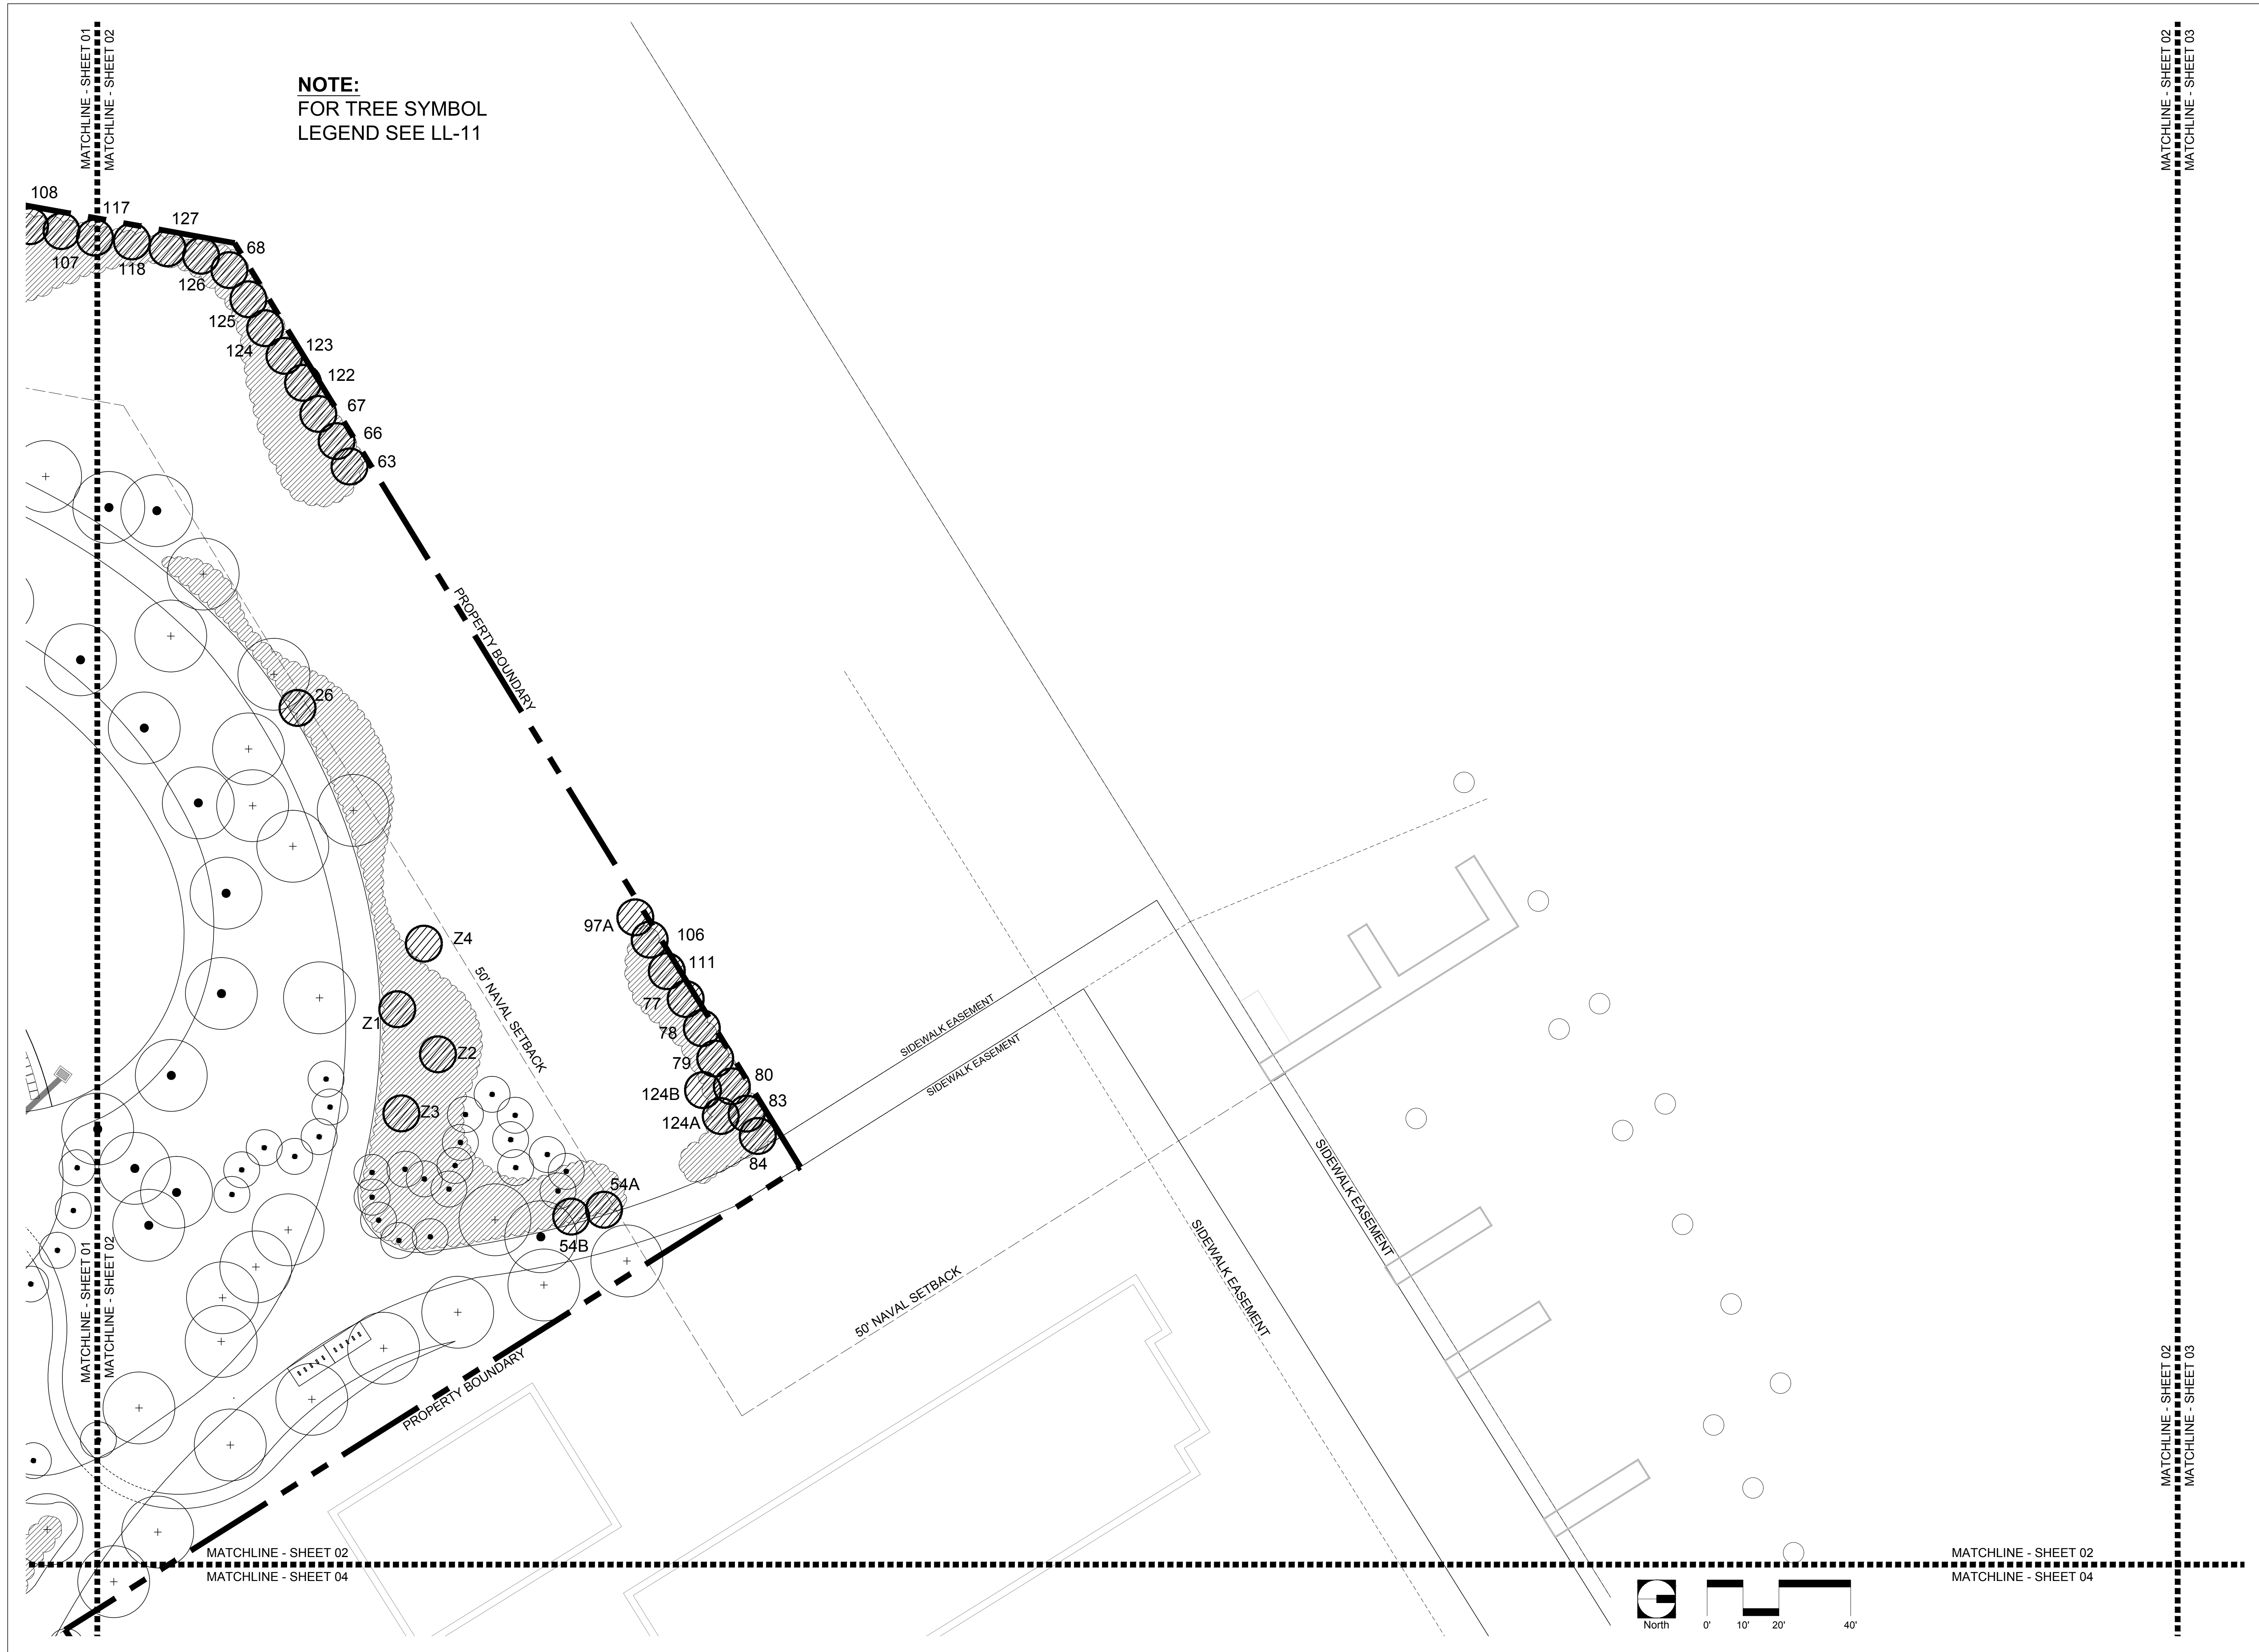 MATCHLINE - SHEET 01
MATCHLINE - SHEET 02
MATCHLINE - SHEET 02
MATCHLINE - SHEET 03
NOTE:
FOR TREE SYMBOL
LEGEND SEE LL-11
108
117
127
107
118
68
126
125
124
123
122
67
66
63
PROPERTY BOUNDARY
26
97A
106
Z4
111
50' NAVAL SETBACK
77
Z1
78
Z2
79
80
124B
83
Z3
124A
84
SIDEWALK EASEMENT
SIDEWALK EASEMENT
54A
54B
SIDEWALK EASEMENT
SIDEWALK EASEMENT
50' NAVAL SETBACK
PROPERTY BOUNDARY
MATCHLINE - SHEET 01
MATCHLINE - SHEET 02
MATCHLINE - SHEET 02
MATCHLINE - SHEET 03
MATCHLINE - SHEET 02
MATCHLINE - SHEET 04
MATCHLINE - SHEET 02
MATCHLINE - SHEET 04
North
0' 10' 20' 40'